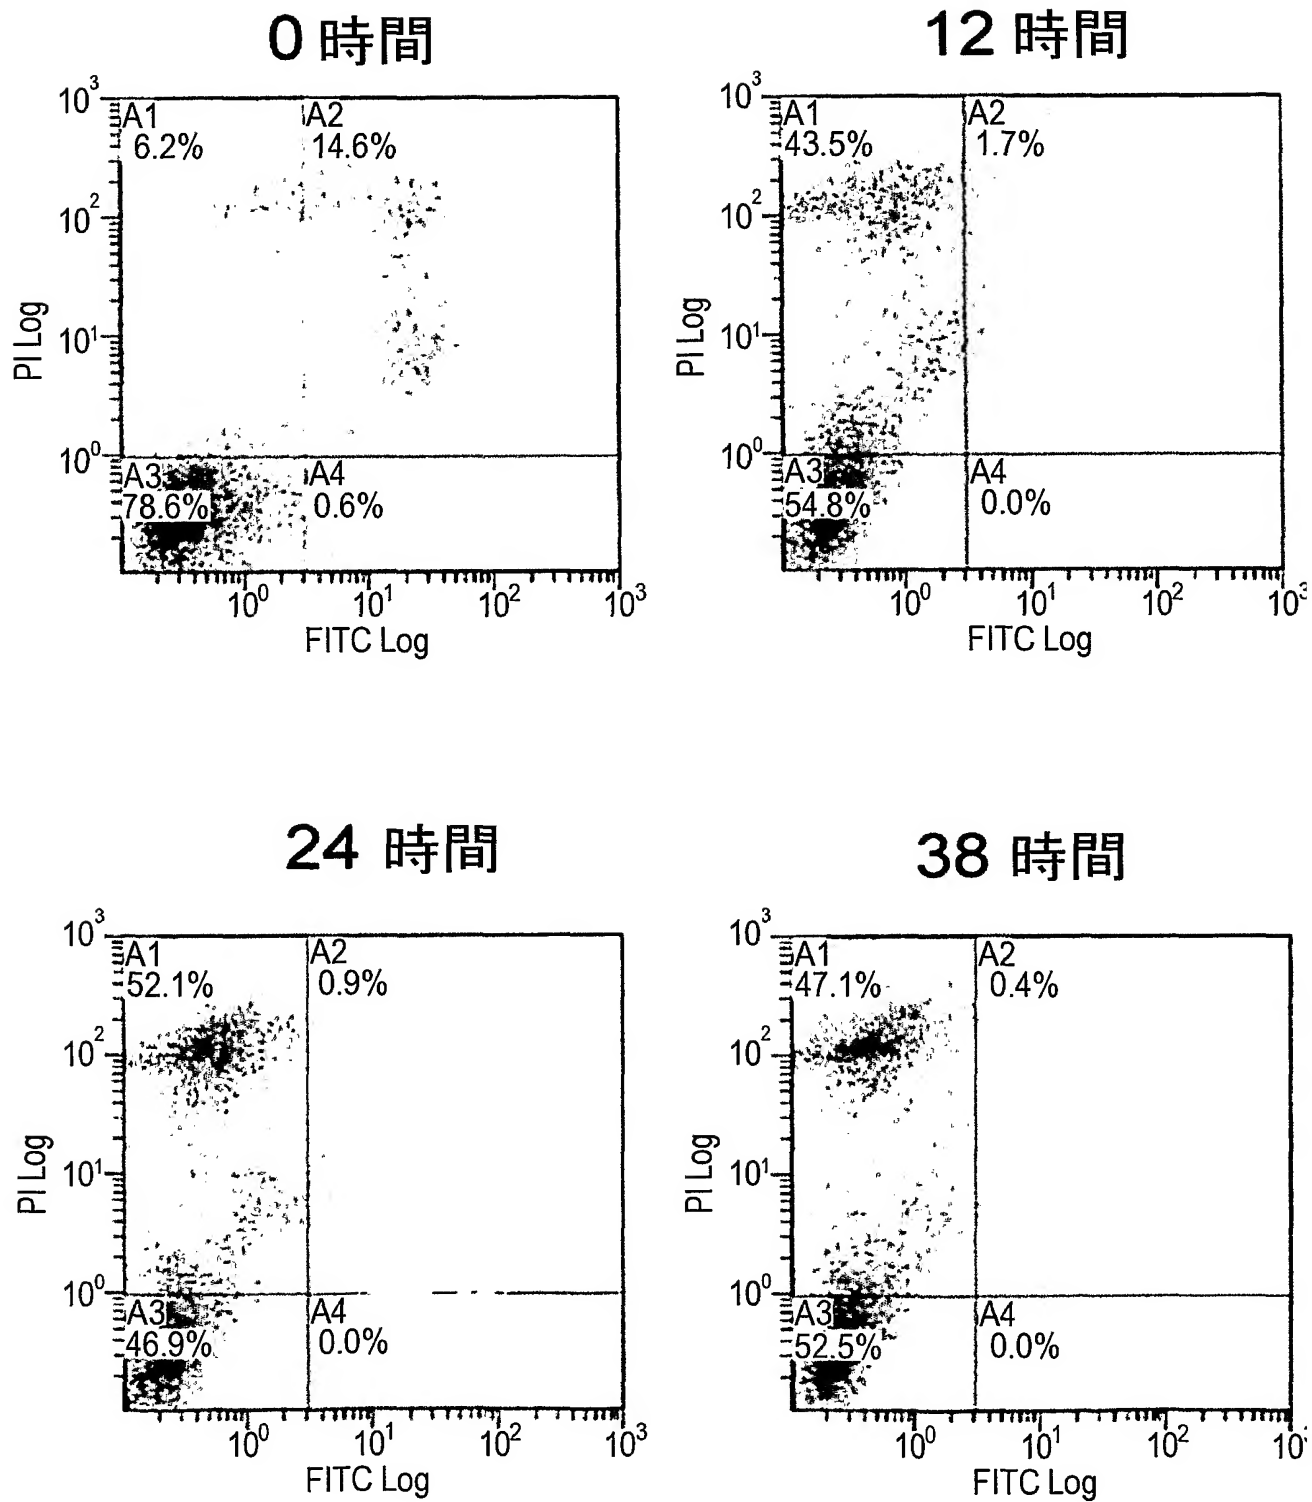 0 時間
10³
A1
6.2%
A2
14.6%
10²
10¹
10⁰
PI Log
A3
78.6%
A4
0.6%
10⁰ 10¹ 10² 10³
FITC Log
12 時間
10³
A1
43.5%
A2
1.7%
10²
10¹
10⁰
PI Log
A3
54.8%
A4
0.0%
10⁰ 10¹ 10² 10³
FITC Log
24 時間
10³
A1
52.1%
A2
0.9%
10²
10¹
10⁰
PI Log
A3
46.9%
A4
0.0%
10⁰ 10¹ 10² 10³
FITC Log
38 時間
10³
A1
47.1%
A2
0.4%
10²
10¹
10⁰
PI Log
A3
52.5%
A4
0.0%
10⁰ 10¹ 10² 10³
FITC Log